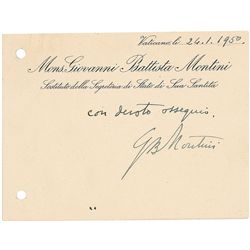 Vaticano, li 24.1.1950
Mons. Giovanni Battista Montini
Sostituto della Segreteria di Stato di Sua Santità
con devoto ossequio.
GB Montini